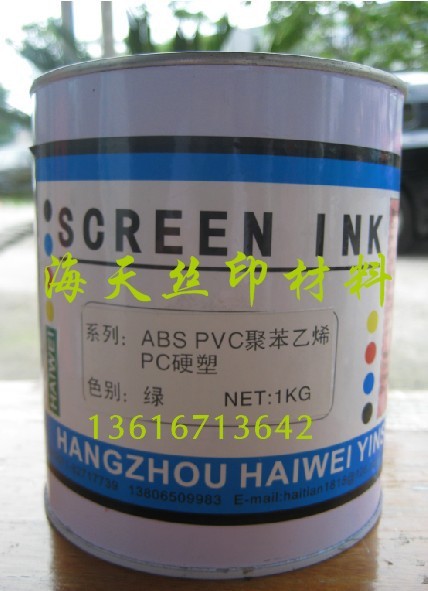 SCREEN INK
海天丝印材料
HAIWEI
系列: ABS PVC聚苯乙烯
PC硬塑
色别: 绿 NET:1KG
13616713642
HANGZHOU HAIWEI YINS
13806509983 E-mail:haitian